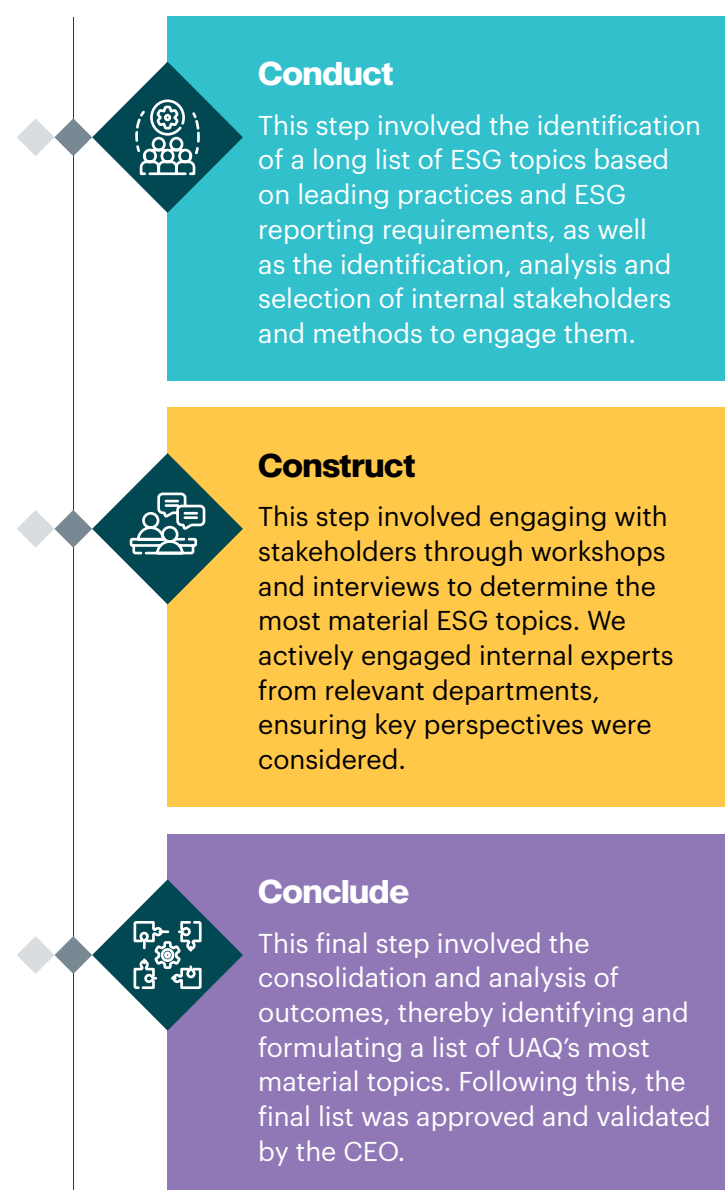 Conduct
This step involved the identification
of a long list of ESG topics based
on leading practices and ESG
reporting requirements, as well
as the identification, analysis and
selection of internal stakeholders
and methods to engage them.
Construct
This step involved engaging with
stakeholders through workshops
and interviews to determine the
most material ESG topics. We
actively engaged internal experts
from relevant departments,
ensuring key perspectives were
considered.
Conclude
This final step involved the
consolidation and analysis of
outcomes, thereby identifying and
formulating a list of UAQ’s most
material topics. Following this, the
final list was approved and validated
by the CEO.